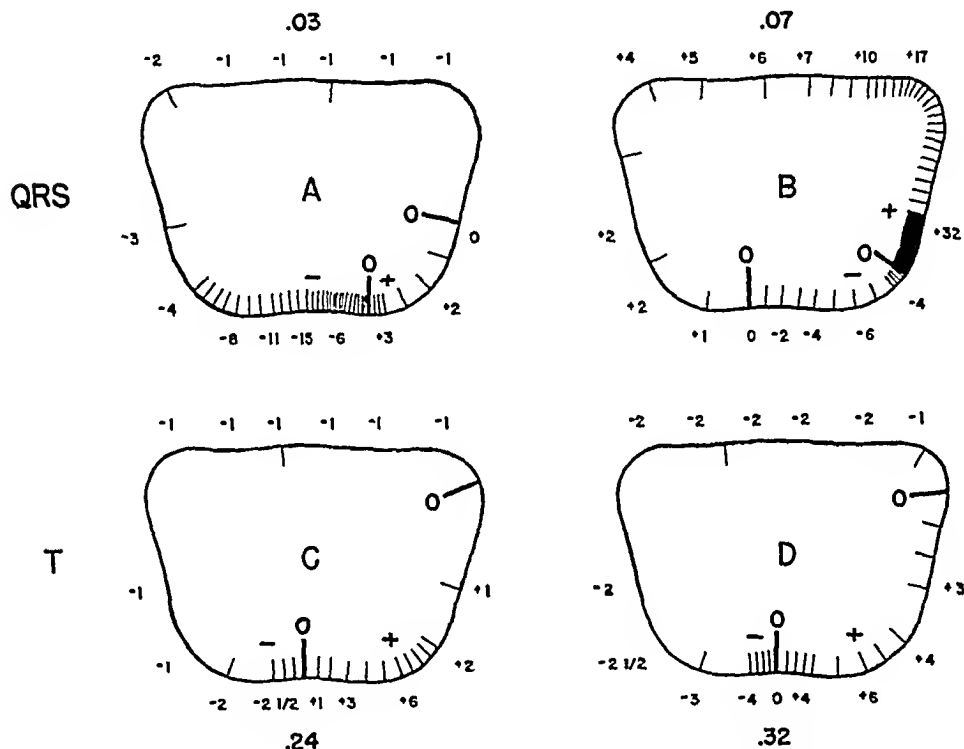 .03 .07
-2 -1 -1 -1 -1 -1 +4 +5 +6 +7 +10 +17
QRS A B
-3 O O 0 +2 + +32
- + O O -
-4 +2 +2 -4
-8 -11 -15 -6 +3 +1 0 -2 -4 -6
-1 -1 -1 -1 -1 -1 -2 -2 -2 -2 -2 -1
O O
T C D
-1 +1 -2 +3
- O + - O +
-1 +2 -2 1/2 +4
-2 -2 1/2 +1 +3 +6 -3 -4 0 +4 +6
.24 .32